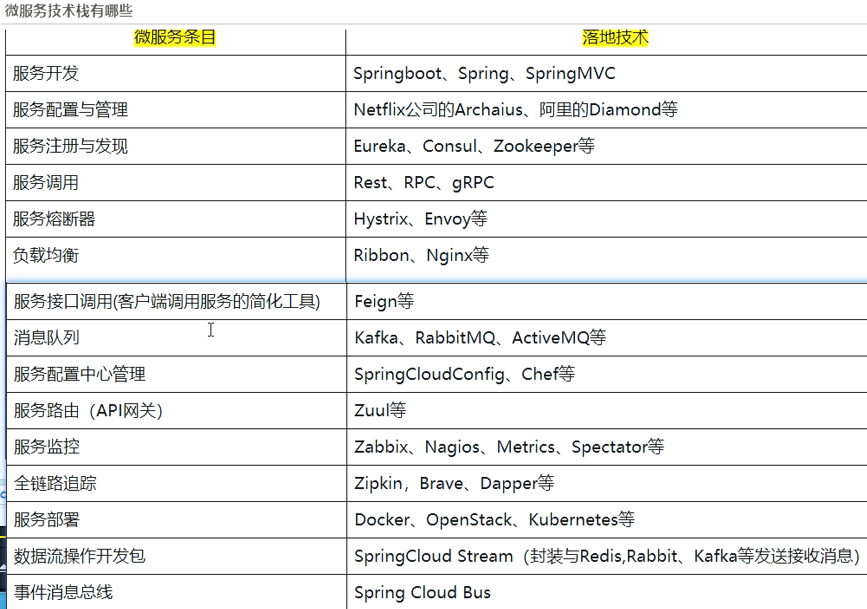 微服务技术栈有哪些
微服务条目 落地技术
服务开发 Springboot、Spring、SpringMVC
服务配置与管理 Netflix公司的Archaius、阿里的Diamond等
服务注册与发现 Eureka、Consul、Zookeeper等
服务调用 Rest、RPC、gRPC
服务熔断器 Hystrix、Envoy等
负载均衡 Ribbon、Nginx等
服务接口调用(客户端调用服务的简化工具) Feign等
消息队列 Kafka、RabbitMQ、ActiveMQ等
服务配置中心管理 SpringCloudConfig、Chef等
服务路由（API网关） Zuul等
服务监控 Zabbix、Nagios、Metrics、Spectator等
全链路追踪 Zipkin，Brave、Dapper等
服务部署 Docker、OpenStack、Kubernetes等
数据流操作开发包 SpringCloud Stream（封装与Redis,Rabbit、Kafka等发送接收消息）
事件消息总线 Spring Cloud Bus